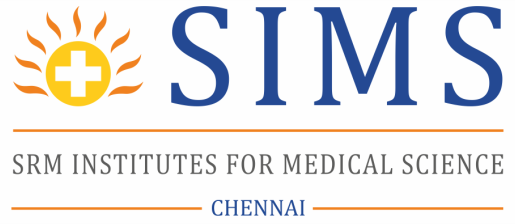 SIMS
SRM INSTITUTES FOR MEDICAL SCIENCE
CHENNAI